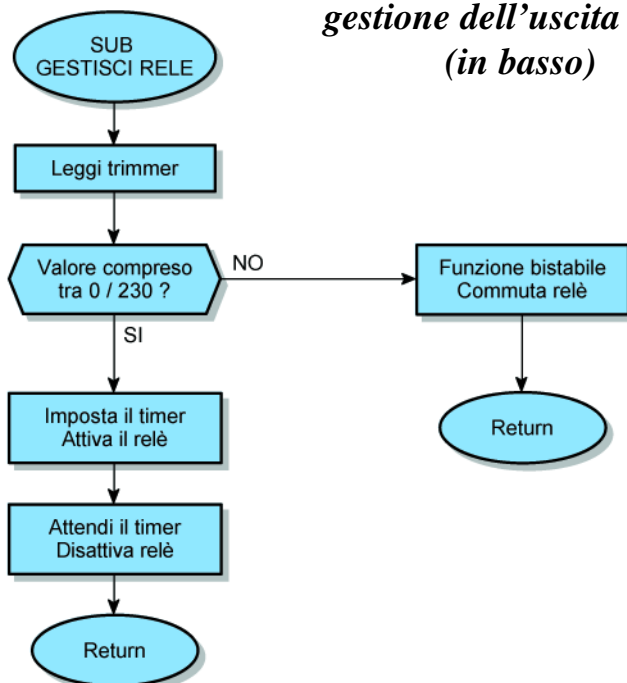 gestione dell'uscita
(in basso)
SUB
GESTISCI RELE
Leggi trimmer
Valore compreso
tra 0 / 230 ?
NO
Funzione bistabile
Commuta relè
SI
Imposta il timer
Attiva il relè
Return
Attendi il timer
Disattiva relè
Return